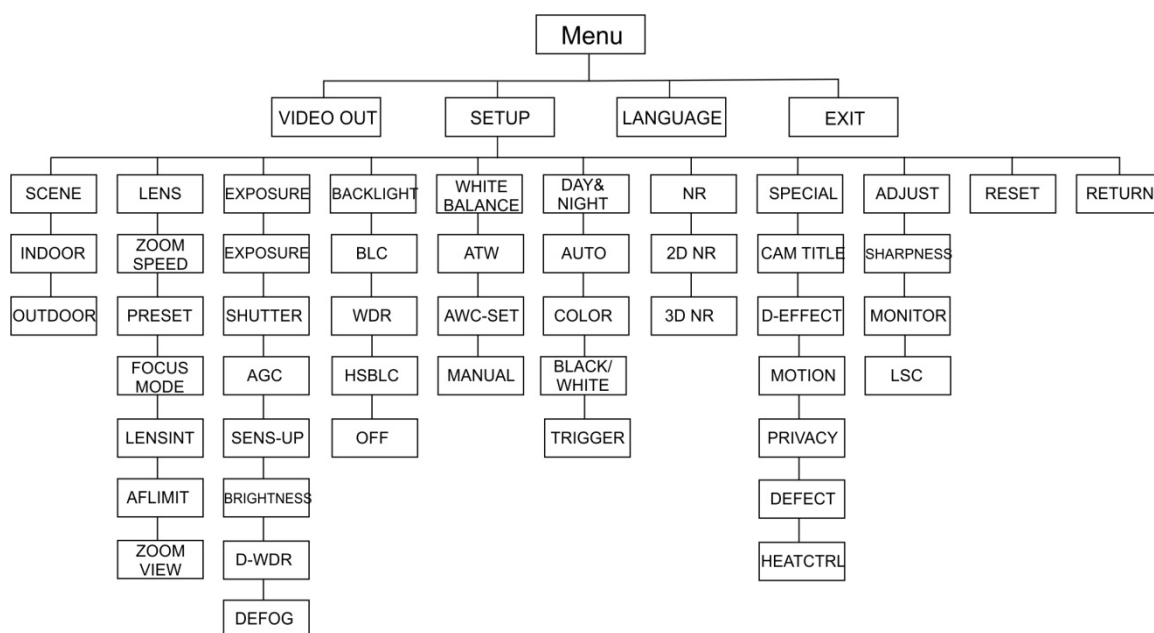 Menu
VIDEO OUT
SETUP
LANGUAGE
EXIT
SCENE
LENS
EXPOSURE
BACKLIGHT
WHITE
BALANCE
DAY&
NIGHT
NR
SPECIAL
ADJUST
RESET
RETURN
INDOOR
ZOOM
SPEED
EXPOSURE
BLC
ATW
AUTO
2D NR
CAM TITLE
SHARPNESS
OUTDOOR
PRESET
SHUTTER
WDR
AWC-SET
COLOR
3D NR
D-EFFECT
MONITOR
FOCUS
MODE
AGC
HSBLC
MANUAL
BLACK/
WHITE
MOTION
LSC
LENSINT
SENS-UP
OFF
TRIGGER
PRIVACY
AFLIMIT
BRIGHTNESS
DEFECT
ZOOM
VIEW
D-WDR
HEATCTRL
DEFOG